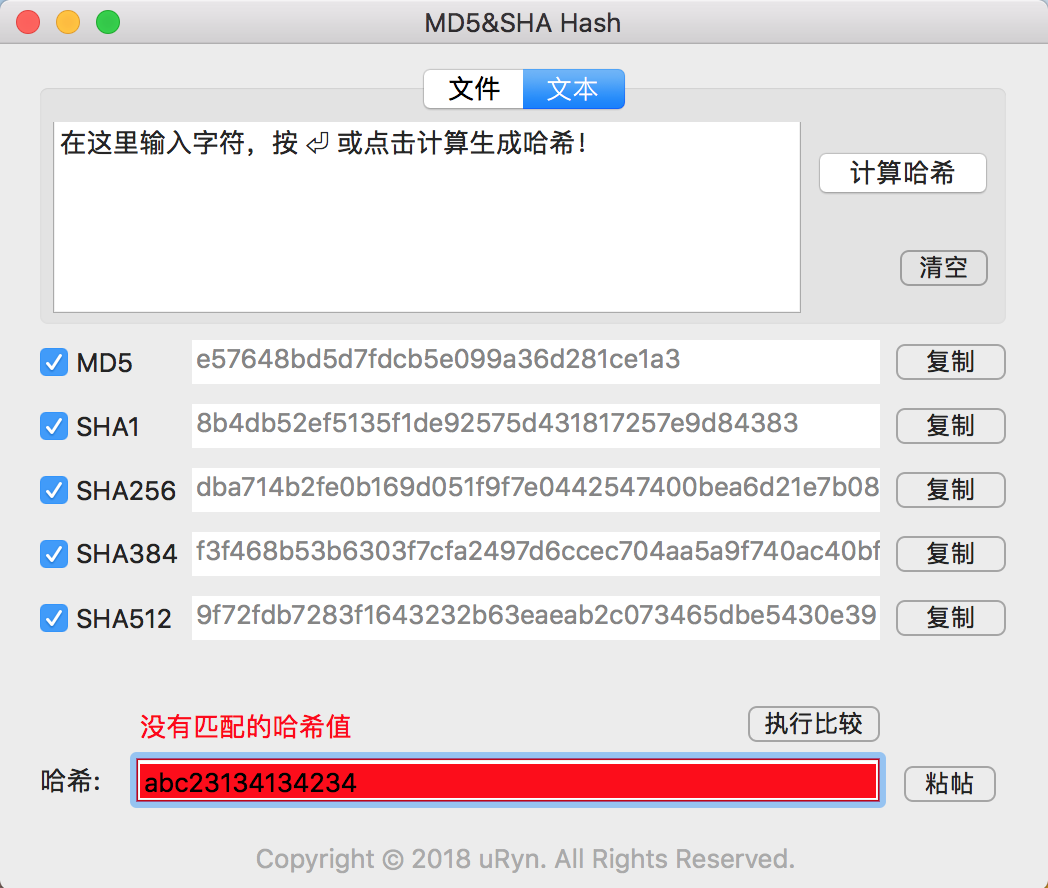 MD5&SHA Hash
文件 文本
在这里输入字符，按 ⏎ 或点击计算生成哈希！
计算哈希
清空
MD5 e57648bd5d7fdcb5e099a36d281ce1a3 复制
SHA1 8b4db52ef5135f1de92575d431817257e9d84383 复制
SHA256 dba714b2fe0b169d051f9f7e0442547400bea6d21e7b08 复制
SHA384 f3f468b53b6303f7cfa2497d6ccec704aa5a9f740ac40bf 复制
SHA512 9f72fdb7283f1643232b63eaeab2c073465dbe5430e39 复制
没有匹配的哈希值 执行比较
哈希: abc23134134234 粘帖
Copyright © 2018 uRyn. All Rights Reserved.